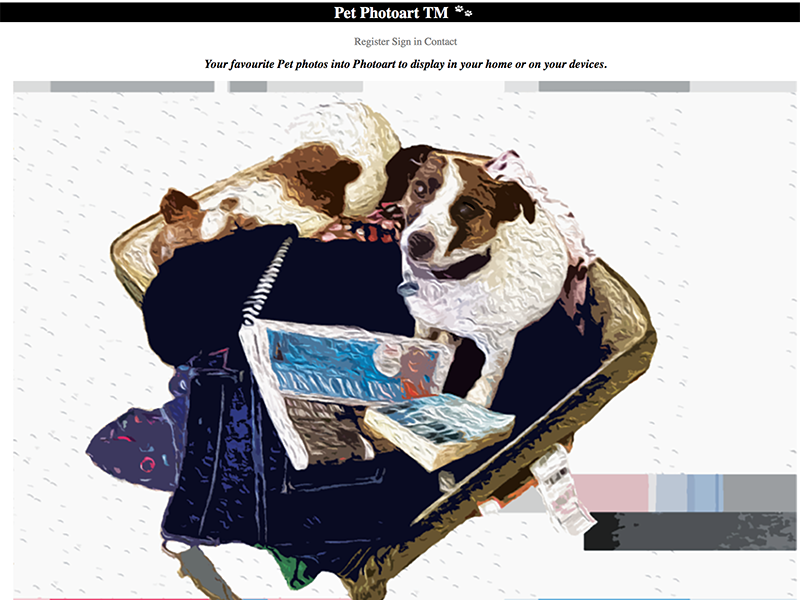 Pet Photoart TM
Register Sign in Contact
Your favourite Pet photos into Photoart to display in your home or on your devices.